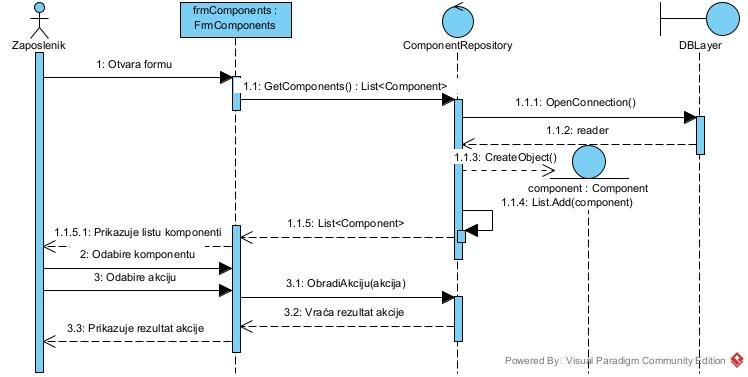 frmComponents :
FrmComponents
Zaposlenik
ComponentRepository
DBLayer
1: Otvara formu
1.1: GetComponents() : List<Component>
1.1.1: OpenConnection()
1.1.2: reader
1.1.3: CreateObject()
component : Component
1.1.4: List.Add(component)
1.1.5: List<Component>
1.1.5.1: Prikazuje listu komponenti
2: Odabire komponentu
3: Odabire akciju
3.1: ObradiAkciju(akcija)
3.2: Vraća rezultat akcije
3.3: Prikazuje rezultat akcije
Powered By Visual Paradigm Community Edition